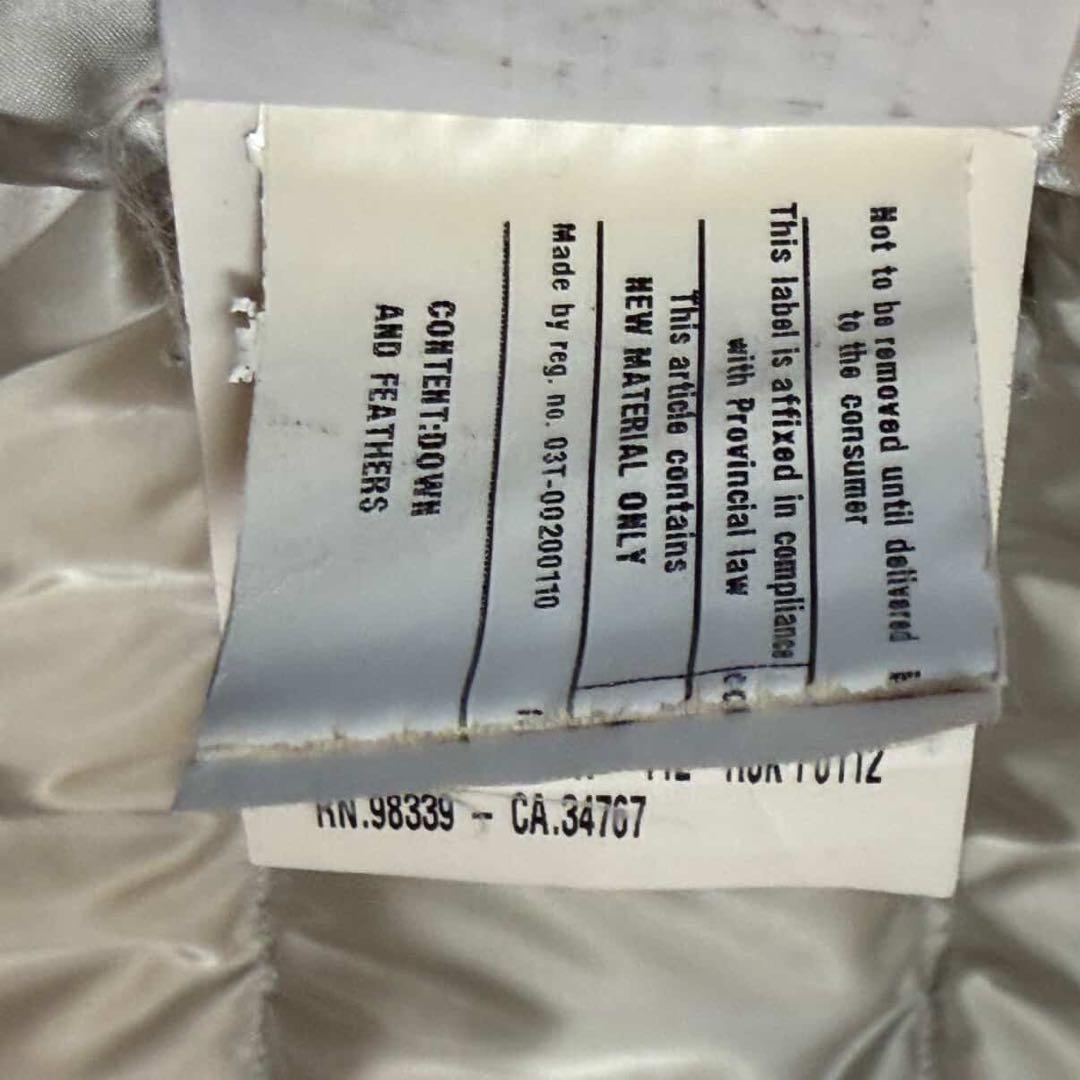 Not to be removed until delivered
to the consumer
This label is affixed in compliance
with Provincial law
This article contains
NEW MATERIAL ONLY
Made by reg. no. 03T-00200110
CONTENT:DOWN
AND FEATHERS
RN.98339 - CA.34767